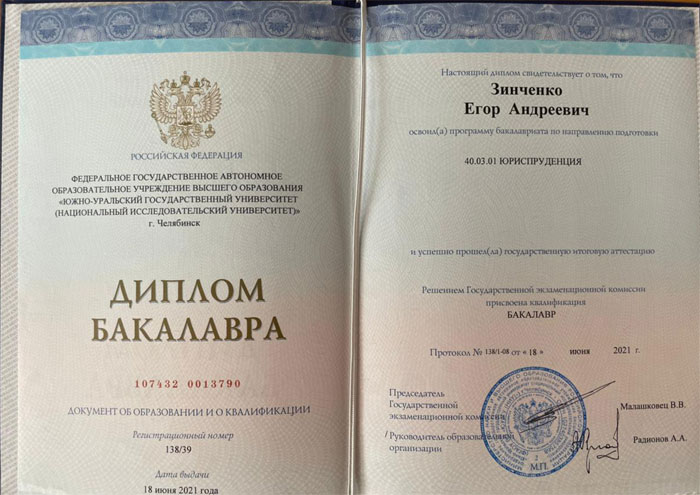 РОССИЙСКАЯ ФЕДЕРАЦИЯ
ФЕДЕРАЛЬНОЕ ГОСУДАРСТВЕННОЕ АВТОНОМНОЕ
ОБРАЗОВАТЕЛЬНОЕ УЧРЕЖДЕНИЕ ВЫСШЕГО ОБРАЗОВАНИЯ
«ЮЖНО-УРАЛЬСКИЙ ГОСУДАРСТВЕННЫЙ УНИВЕРСИТЕТ
(НАЦИОНАЛЬНЫЙ ИССЛЕДОВАТЕЛЬСКИЙ УНИВЕРСИТЕТ)»
г. Челябинск
ДИПЛОМ
БАКАЛАВРА
107432 0013790
ДОКУМЕНТ ОБ ОБРАЗОВАНИИ И О КВАЛИФИКАЦИИ
Регистрационный номер
138/39
Дата выдачи
18 июня 2021 года
Настоящий диплом свидетельствует о том, что
Зинченко
Егор Андреевич
освоил(а) программу бакалавриата по направлению подготовки
40.03.01 ЮРИСПРУДЕНЦИЯ
и успешно прошел(ла) государственную итоговую аттестацию
Решением Государственной экзаменационной комиссии
присвоена квалификация
БАКАЛАВР
Протокол № 138/1-08 от « 18 » июня 2021 г.
Председатель
Государственной
экзаменационной комиссии
Малашковец В.В.
Руководитель образовательной
организации
Радионов А.А.
М.П.